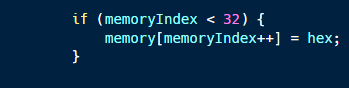 if (memoryIndex < 32) {
    memory[memoryIndex++] = hex;
}